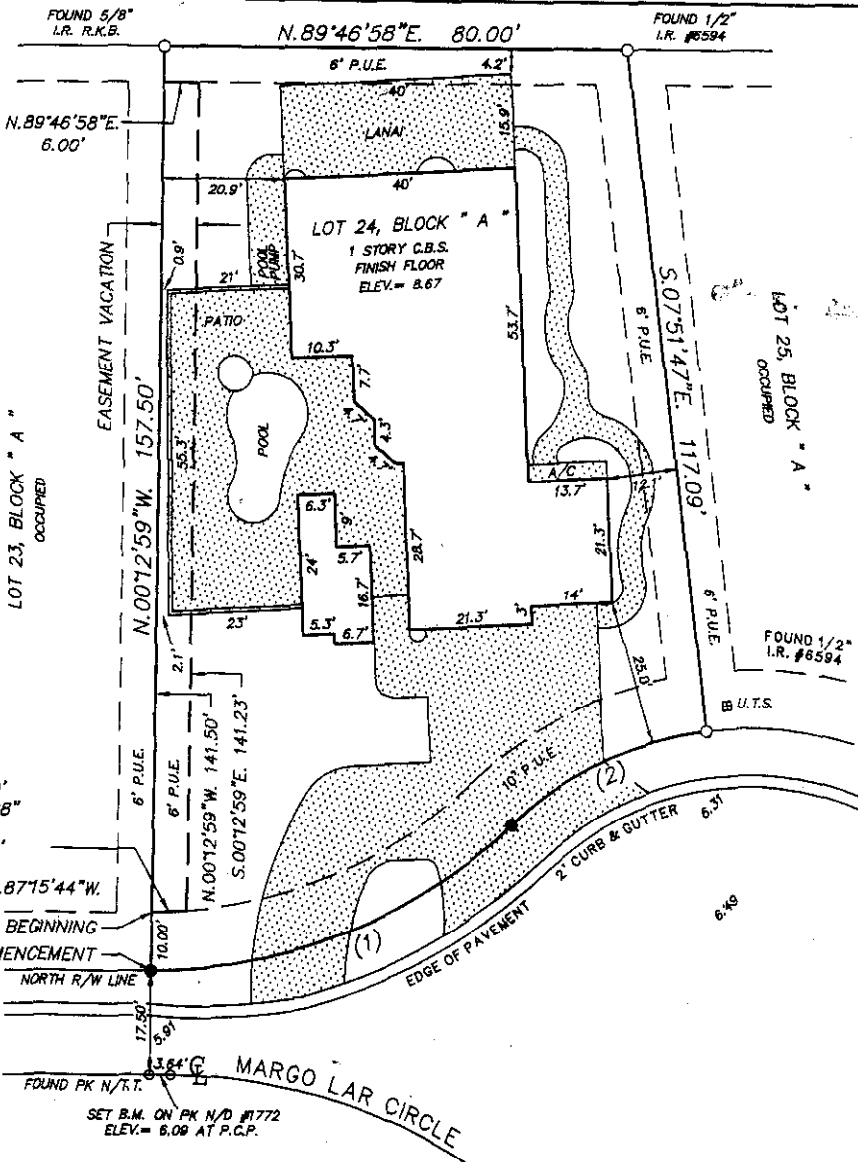 FOUND 5/8"
I.R. R.K.B.
N.89°46'58"E. 80.00'
FOUND 1/2"
I.R. #6594
6' P.U.E.
4.2'
40'
N.89°46'58"E.
6.00'
LANAI
15.9'
20.9'
40'
LOT 24, BLOCK " A "
1 STORY C.B.S.
FINISH FLOOR
ELEV.= 8.67
EASEMENT VACATION
0.9'
POOL
PUMP
30.7'
21'
PATIO
53.7'
S.07°51'47"E. 117.09'
6' P.U.E.
LOT 25, BLOCK " A "
OCCUPIED
10.3'
7.7'
4'
4.3'
4'
N.00°12'59"W. 157.50'
55.3'
POOL
LOT 23, BLOCK " A "
OCCUPIED
A/C
13.7'
12.1'
6.3'
9'
5.7'
24'
28.7'
21.3'
16.7'
23'
5.3'
6.7'
21.3'
3'
14'
2.1'
25.0'
6' P.U.E.
FOUND 1/2"
I.R. #6594
U.T.S.
6' P.U.E.
6' P.U.E.
N.00°12'59"W. 141.50'
S.00°12'59"E. 141.23'
10' P.U.E.
(2)
2' CURB & GUTTER
6.31
'
8"
'
.87°15'44"W.
BEGINNING
10.00'
MENCEMENT
NORTH R/W LINE
(1)
EDGE OF PAVEMENT
6.49
17.50'
5.91
3.64'
CL
MARGO LAR CIRCLE
FOUND PK N/T.T.
SET B.M. ON PK N/D #1772
ELEV.= 6.09 AT P.C.P.